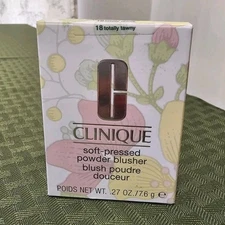 18 totally tawny
CLINIQUE
soft-pressed
powder blusher
blush poudre
douceur
POIDS NET WT. .27 OZ./7.6 g ℮